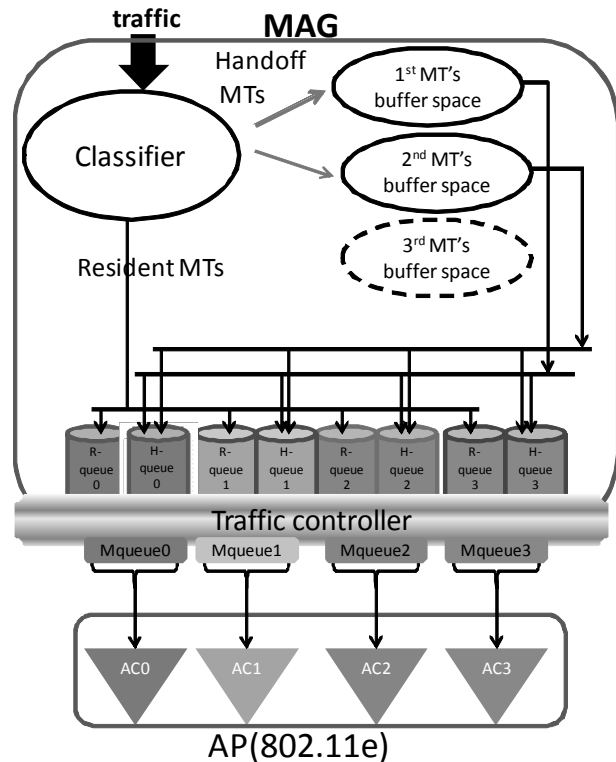 traffic
MAG
Handoff
MTs
1st MT's
buffer space
Classifier
2nd MT's
buffer space
3rd MT's
buffer space
Resident MTs
R-
queue
0
H-
queue
0
R-
queue
1
H-
queue
1
R-
queue
2
H-
queue
2
R-
queue
3
H-
queue
3
Traffic controller
Mqueue0
Mqueue1
Mqueue2
Mqueue3
AC0
AC1
AC2
AC3
AP(802.11e)